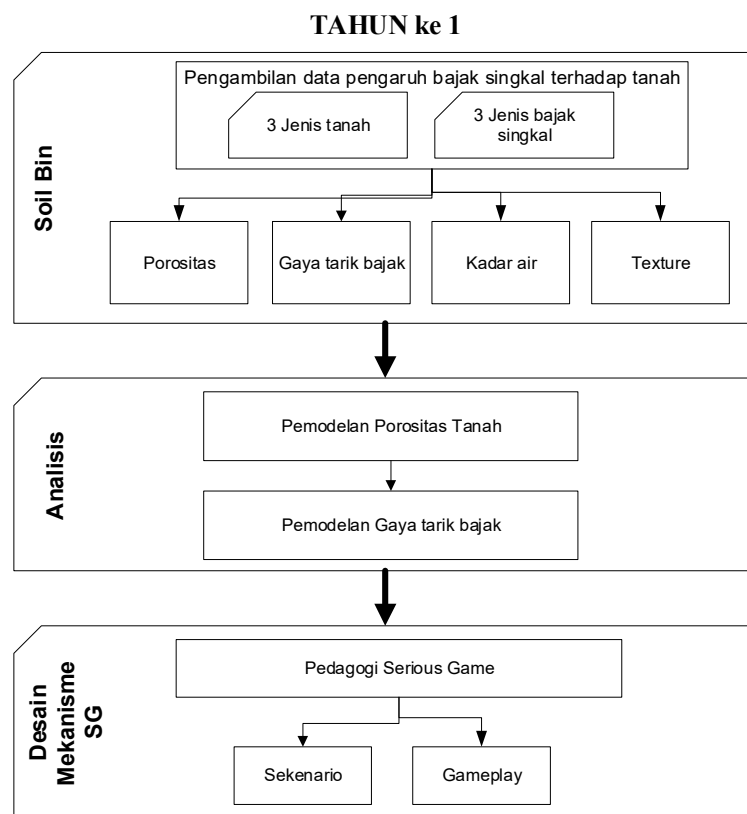 TAHUN ke 1
Soil Bin
Pengambilan data pengaruh bajak singkal terhadap tanah
3 Jenis tanah
3 Jenis bajak
singkal
Porositas
Gaya tarik bajak
Kadar air
Texture
Analisis
Pemodelan Porositas Tanah
Pemodelan Gaya tarik bajak
Desain
Mekanisme
SG
Pedagogi Serious Game
Sekenario
Gameplay